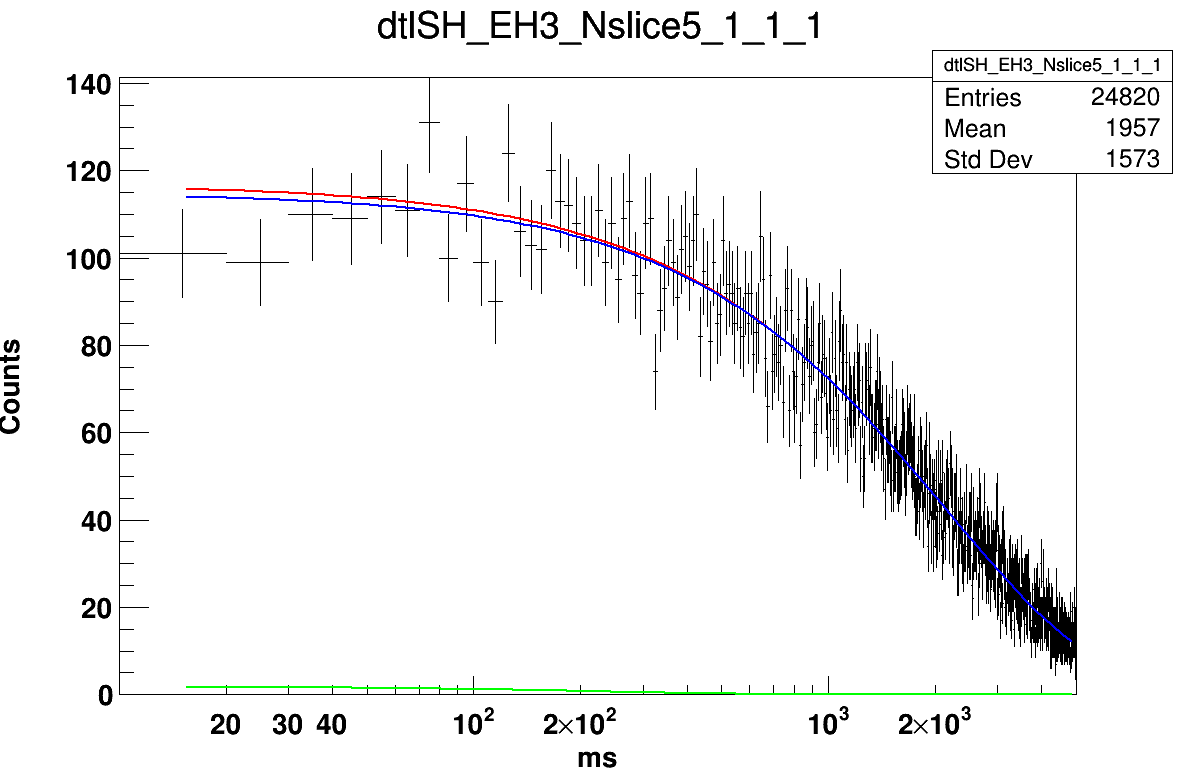 dtlSH_EH3_Nslice5_1_1_1
dtlSH_EH3_Nslice5_1_1_1
Entries 24820
Mean 1957
Std Dev 1573
140
120
100
80
60
40
20
0
Counts
20 30 40 10² 2×10² 10³ 2×10³
ms